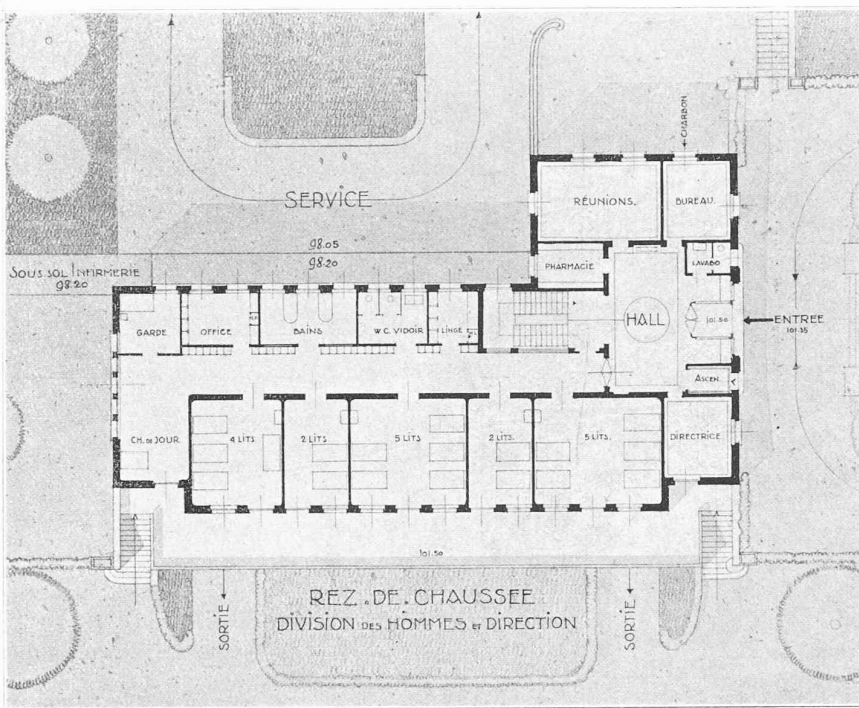 CHARBON
SERVICE
RÉUNIONS.
BUREAU.
98.05
98.20
SOUS.SOL INFIRMERIE
98.20
PHARMACIE
LAVABO
GARDE
OFFICE
BAINS
W.C. VIDOIR
LINGE
HALL
101.50
ENTREE
101.35
ASCEN.
CH. DE JOUR
4 LITS
2 LITS
5 LITS
2 LITS.
5 LITS.
DIRECTRICE.
101.50
SORTIE
SORTIE
REZ.DE.CHAUSSEE
DIVISION DES HOMMES ET DIRECTION